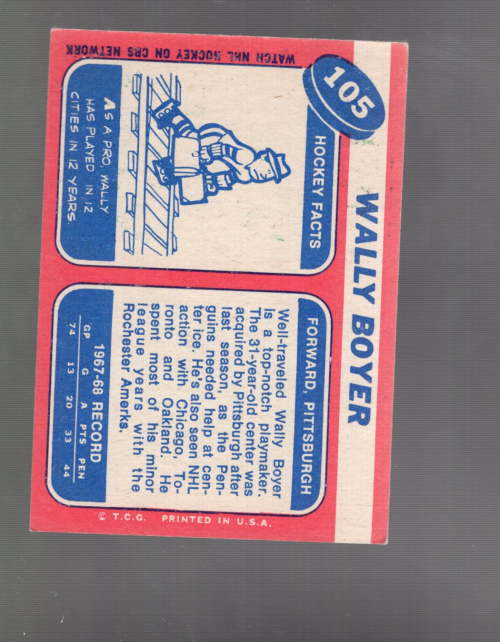 105
WALLY BOYER
HOCKEY FACTS
AS A PRO, WALLY
HAS PLAYED IN 12
CITIES IN 12 YEARS.
WATCH NHL HOCKEY ON CBS NETWORK
FORWARD, PITTSBURGH
Well-traveled Wally Boyer
is a top-notch playmaker.
The 31-year-old center was
acquired by Pittsburgh after
last season, as the Pen-
guins needed help at cen-
ter ice. He's also seen NHL
action with Chicago, To-
ronto and Oakland. He
spent most of his minor
league years with the
Rochester Amerks.
1967-68 RECORD
GP G A PTS PEN
74 13 20 33 44
© T.C.G. PRINTED IN U.S.A.